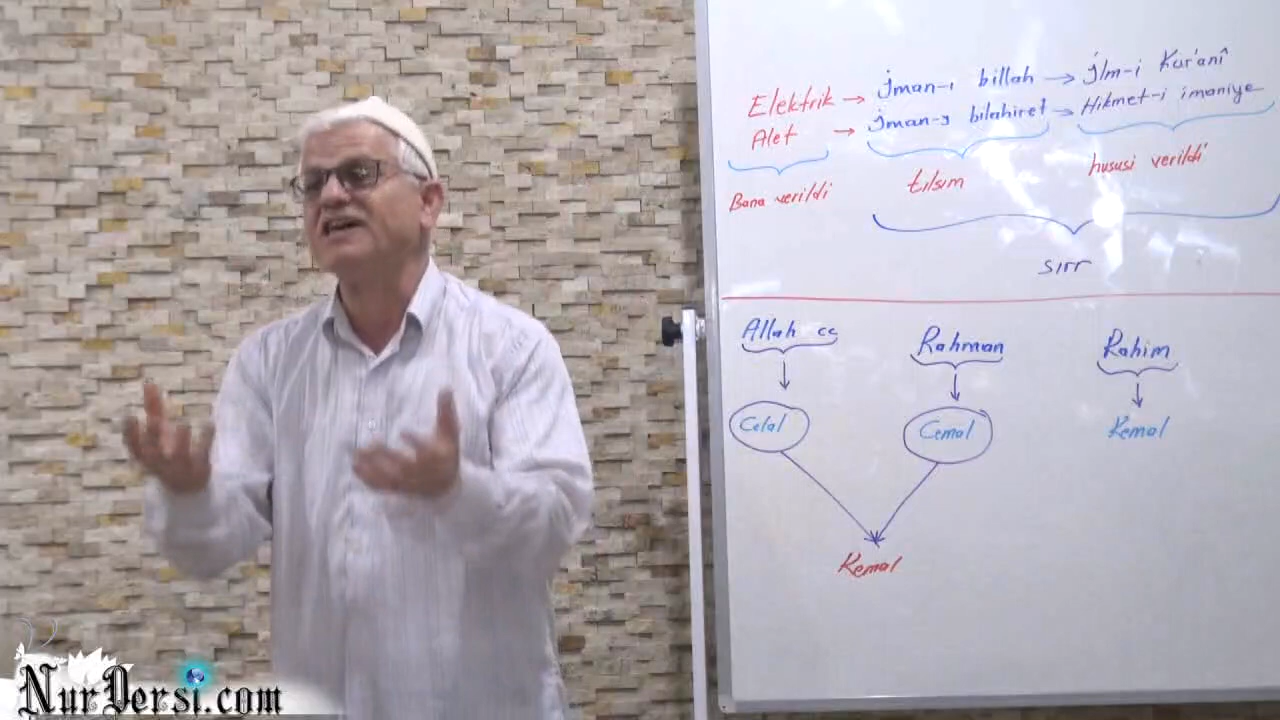 Elektrik → İman-ı billah → İlm-i Kur'anî
Alet → İman-ı bilahiret → Hikmet-i imaniye
Bana verildi tılsım hususi verildi
sırr
Allah cc Rahman Rahim
Celal Cemal Kemal
Kemal
NurDersi.com